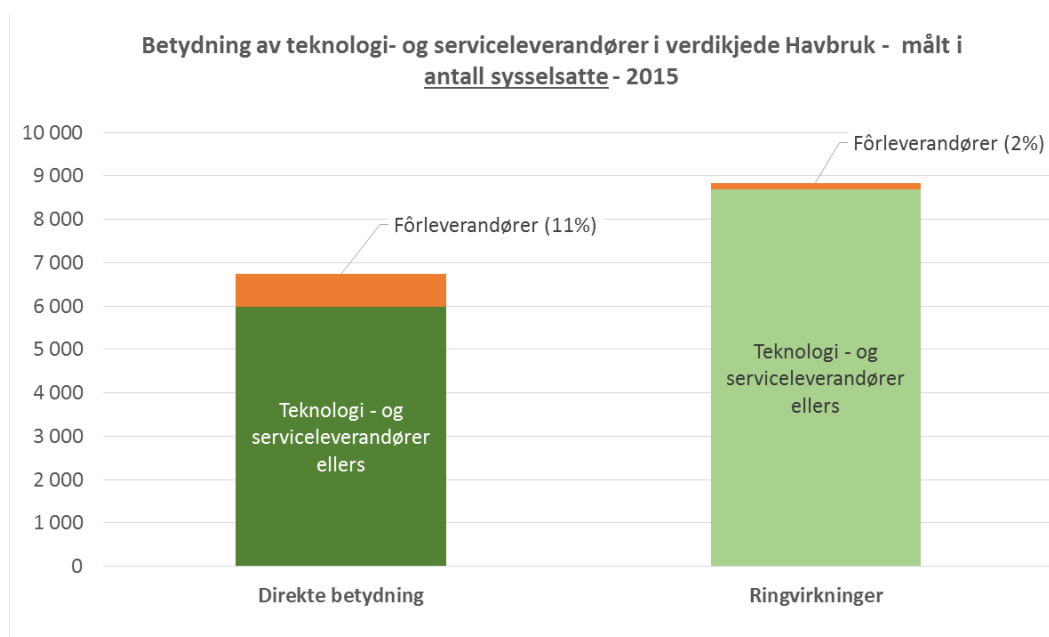 Betydning av teknologi- og serviceleverandører i verdikjede Havbruk - målt i
antall sysselsatte - 2015
10 000
9 000
8 000
7 000
6 000
5 000
4 000
3 000
2 000
1 000
0
Fôrleverandører (11%)
Teknologi - og
serviceleverandører
ellers
Fôrleverandører (2%)
Teknologi - og
serviceleverandører
ellers
Direkte betydning
Ringvirkninger